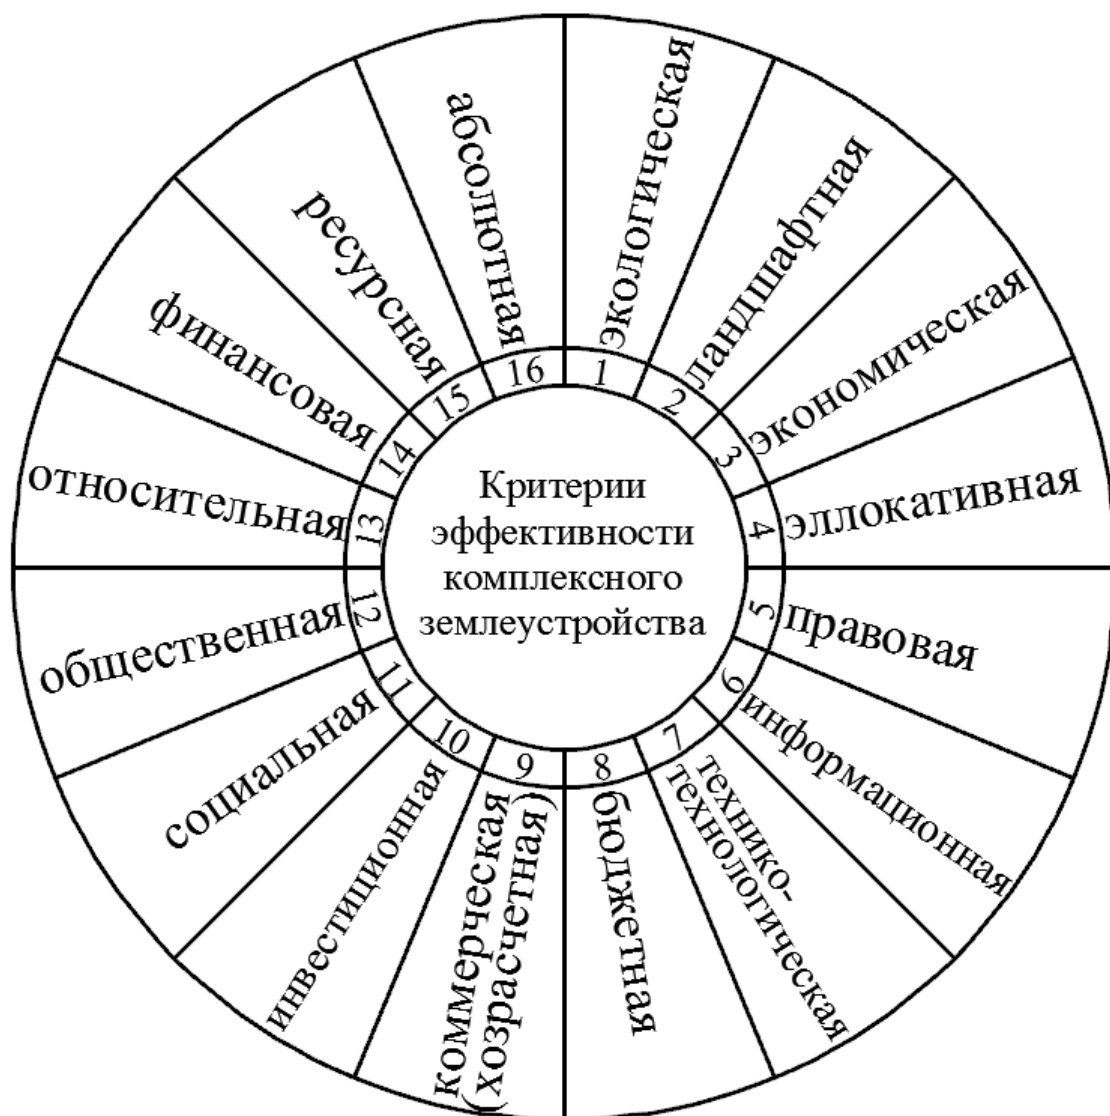 Критерии
эффективности
комплексного
землеустройства
1
экологическая
2
ландшафтная
3
экономическая
4
эллокативная
5
правовая
6
информационная
7
технико-
технологическая
8
бюджетная
9
коммерческая
(хозрасчетная)
10
инвестиционная
11
социальная
12
общественная
13
относительная
14
финансовая
15
ресурсная
16
абсолютная